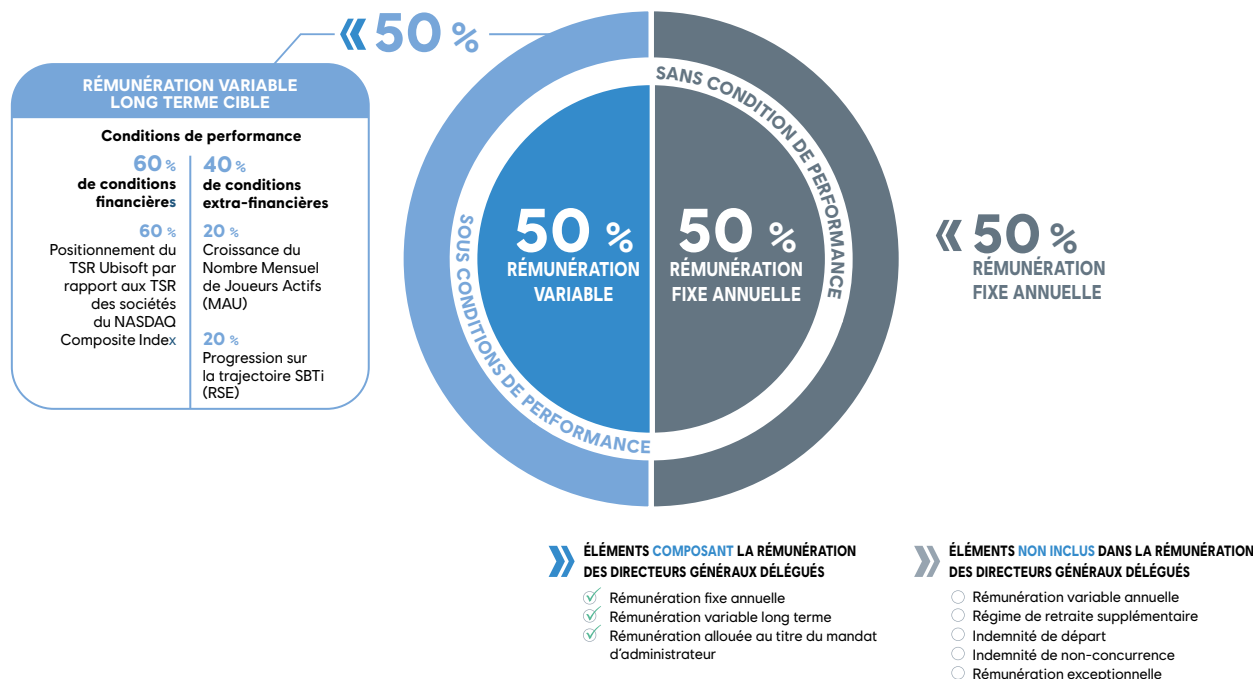 « 50 %
RÉMUNÉRATION VARIABLE
LONG TERME CIBLE
Conditions de performance
60 %
de conditions
financières
60 %
Positionnement du
TSR Ubisoft par
rapport aux TSR
des sociétés
du NASDAQ
Composite Index
40 %
de conditions
extra-financières
20 %
Croissance du
Nombre Mensuel
de Joueurs Actifs
(MAU)
20 %
Progression sur
la trajectoire SBTi
(RSE)
SOUS CONDITIONS DE PERFORMANCE
50 %
RÉMUNÉRATION
VARIABLE
SANS CONDITION DE PERFORMANCE
50 %
RÉMUNÉRATION
FIXE ANNUELLE
« 50 %
RÉMUNÉRATION
FIXE ANNUELLE
» ÉLÉMENTS COMPOSANT LA RÉMUNÉRATION
DES DIRECTEURS GÉNÉRAUX DÉLÉGUÉS
Rémunération fixe annuelle
Rémunération variable long terme
Rémunération allouée au titre du mandat
d’administrateur
» ÉLÉMENTS NON INCLUS DANS LA RÉMUNÉRATION
DES DIRECTEURS GÉNÉRAUX DÉLÉGUÉS
Rémunération variable annuelle
Régime de retraite supplémentaire
Indemnité de départ
Indemnité de non-concurrence
Rémunération exceptionnelle